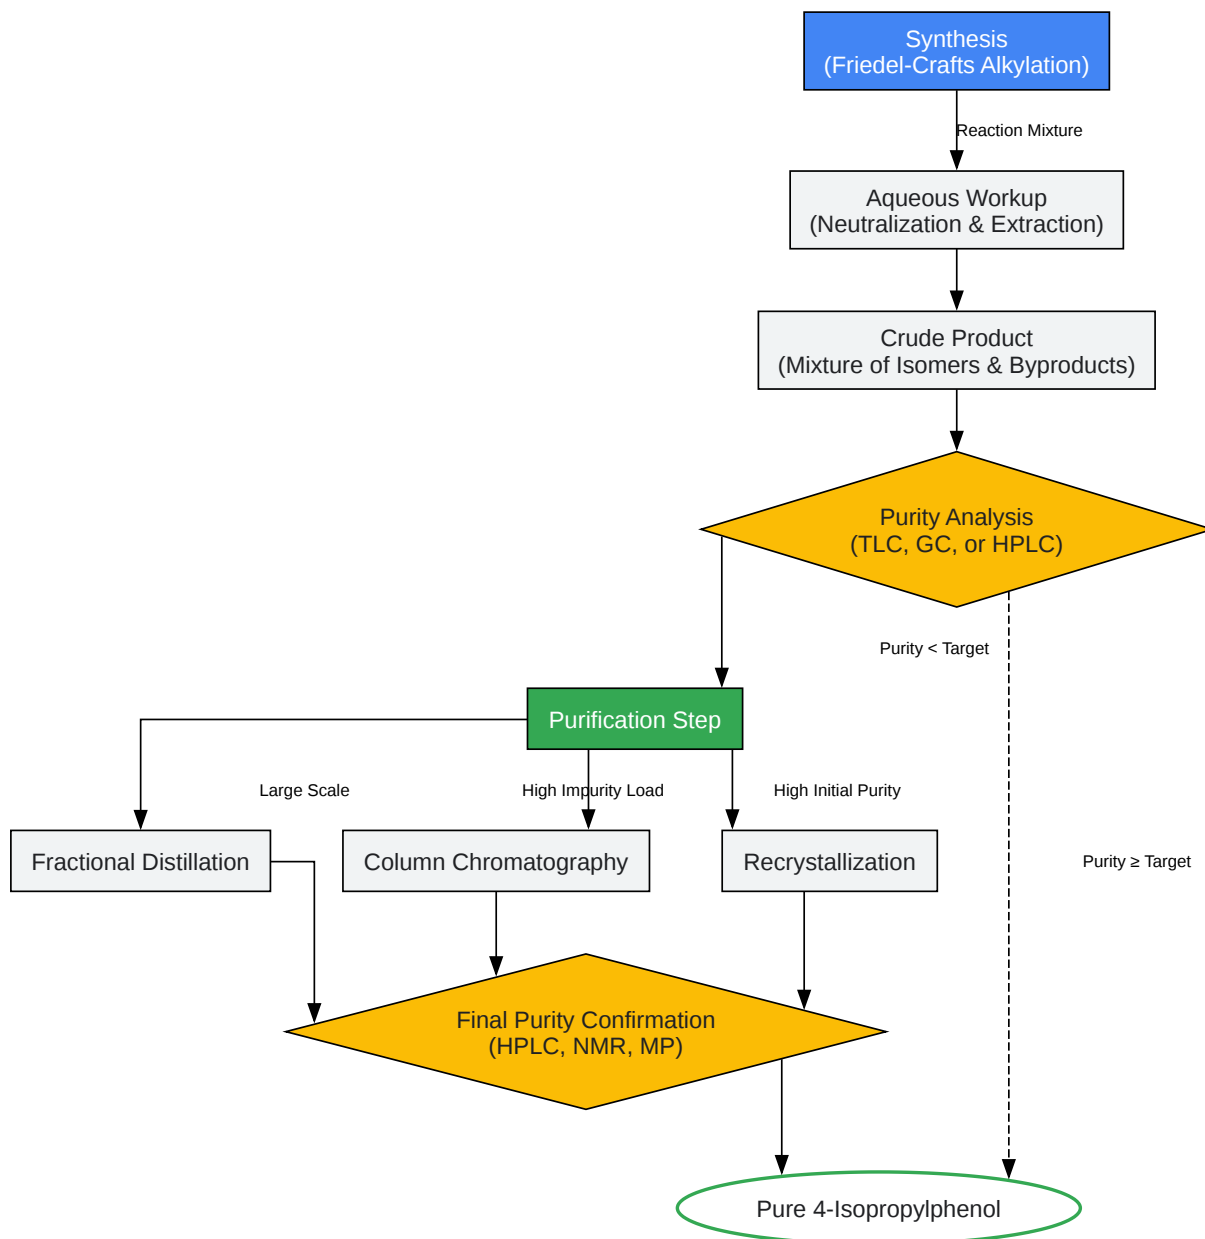 Synthesis
(Friedel-Crafts Alkylation)
Reaction Mixture
Aqueous Workup
(Neutralization & Extraction)
Crude Product
(Mixture of Isomers & Byproducts)
Purity Analysis
(TLC, GC, or HPLC)
Purity < Target
Purification Step
Large Scale
High Impurity Load
High Initial Purity
Fractional Distillation
Column Chromatography
Recrystallization
Purity ≥ Target
Final Purity Confirmation
(HPLC, NMR, MP)
Pure 4-Isopropylphenol